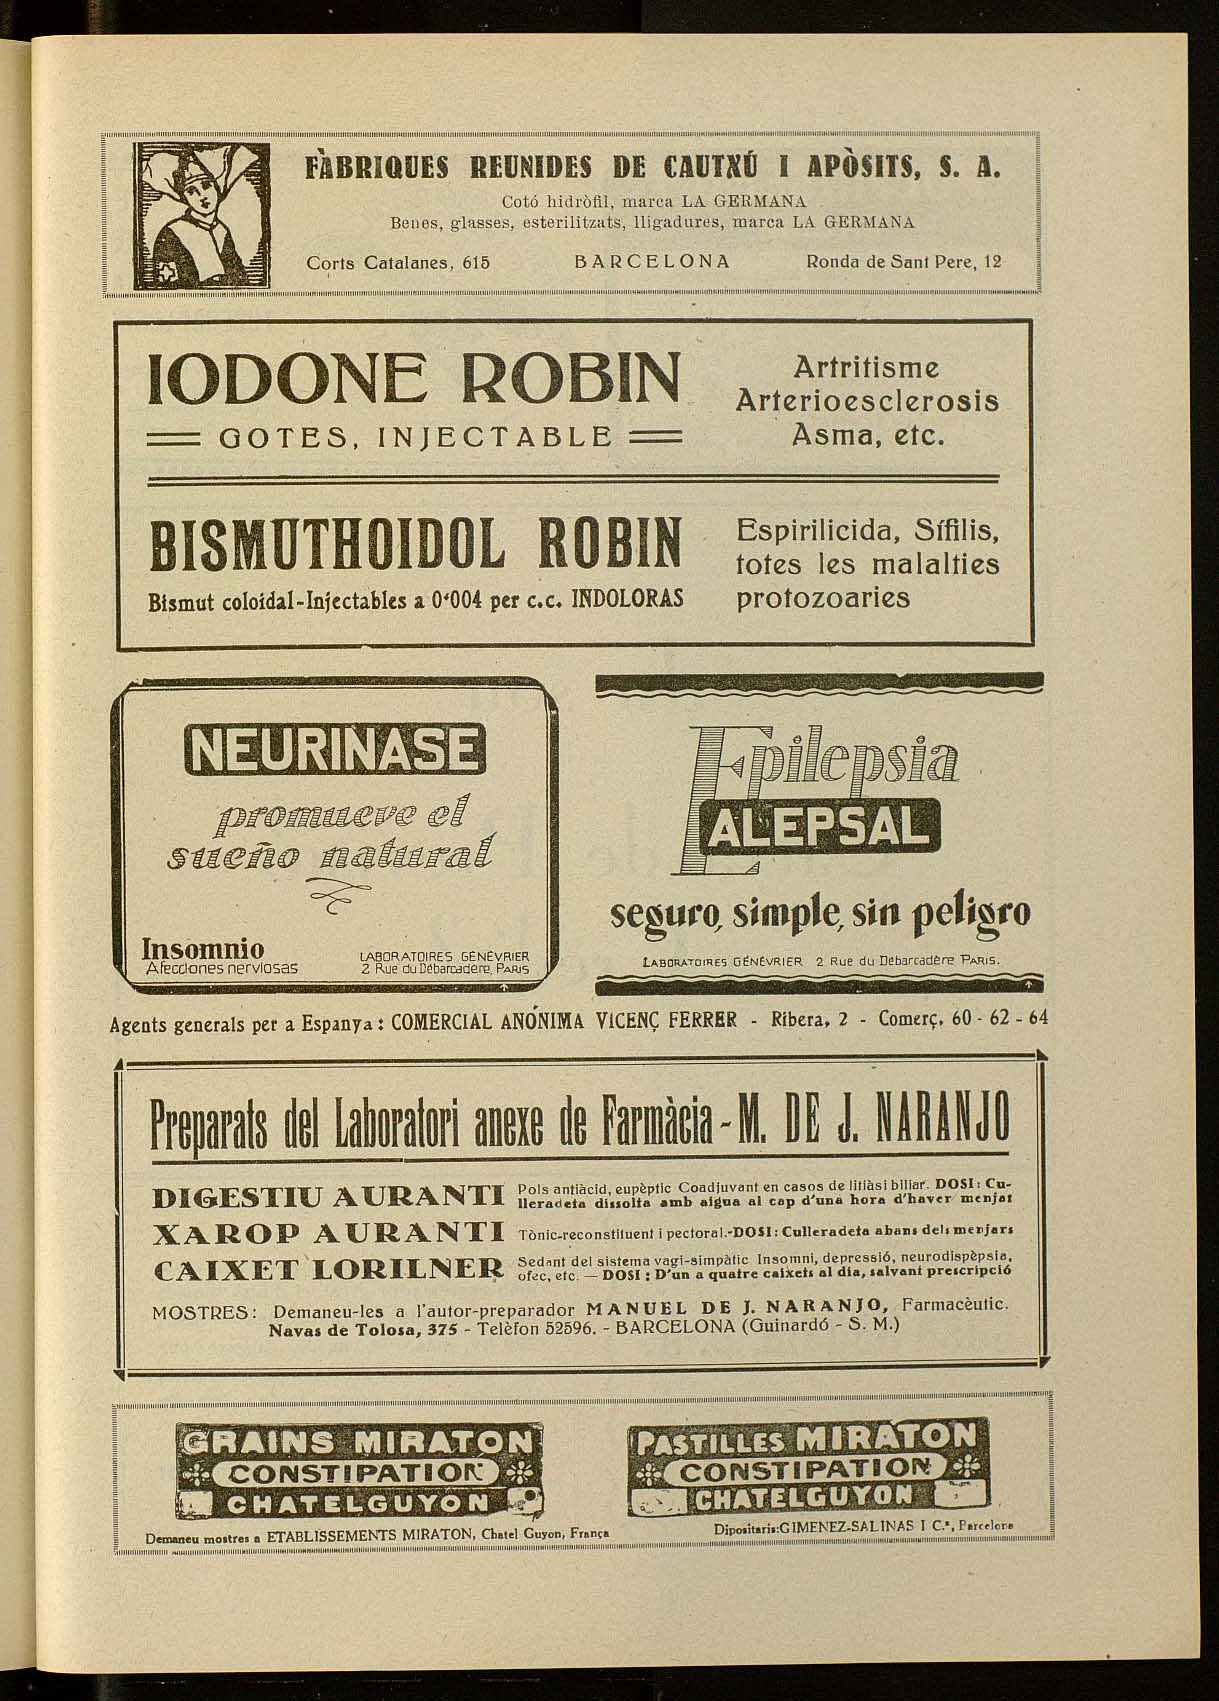 FÀBRIQUES REUNIDES DE CAUTXÚ I APÒSITS, S. A.
Cotó hidròfil, marca LA GERMANA
Benes, glasses, esterilitzats, lligadures, marca LA GERMANA
Corts Catalanes, 615 BARCELONA Ronda de Sant Pere, 12
IODONE ROBIN
GOTES, INJECTABLE
Artritisme
Arterioesclerosis
Asma, etc.
BISMUTHOIDOL ROBIN
Bismut coloidal-Injectables a 0'004 per c.c. INDOLORAS
Espirilicida, Sífilis,
totes les malalties
protozoaries
NEURINASE
promueve el
sueño natural
Insomnio
Afecciones nerviosas
LABORATOIRES GÉNÉVRIER
2 Rue du Débarcadère, PARIS
Epilepsia
ALEPSAL
seguro, simple, sin peligro
LABORATOIRES GÉNÉVRIER 2 Rue du Débarcadère PARIS.
Agents generals per a Espanya: COMERCIAL ANÓNIMA VICENÇ FERRER - Ribera, 2 - Comerç, 60 - 62 - 64
Preparats del Laboratori anexe de Farmàcia - M. DE J. NARANJO
DIGESTIU AURANTI Pols antiàcid, eupèptic Coadjuvant en casos de litiàsi biliar. DOSI: Cu-
lleradeta dissolta amb aigua al cap d'una hora d'haver menjat
XAROP AURANTI Tònic-reconstituent i pectoral.-DOSI: Culleradeta abans dels menjars
CAIXET LORILNER Sedant del sistema vagi-simpàtic Insomni, depressió, neurodispèpsia,
ofec, etc. — DOSI: D'un a quatre caixets al dia, salvant prescripció
MOSTRES: Demaneu-les a l'autor-preparador MANUEL DE J. NARANJO, Farmacèutic.
Navas de Tolosa, 375 - Telèfon 52596. - BARCELONA (Guinardó - S. M.)
GRAINS MIRATON
CONSTIPATION
CHATELGUYON
Demaneu mostres a ETABLISSEMENTS MIRATON, Chatel Guyon, França
PASTILLES MIRATON
CONSTIPATION
CHATELGUYON
Dipositaris: GIMENEZ-SALINAS I C.ª, Barcelona